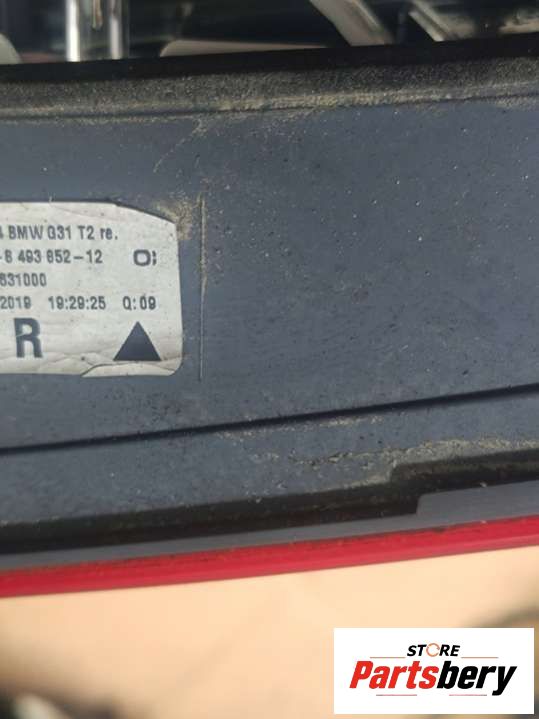 BMW G31 T2 re.
6 493 852-12
631000
2019 19:29:25 Q:09
R
STORE
Partsbery